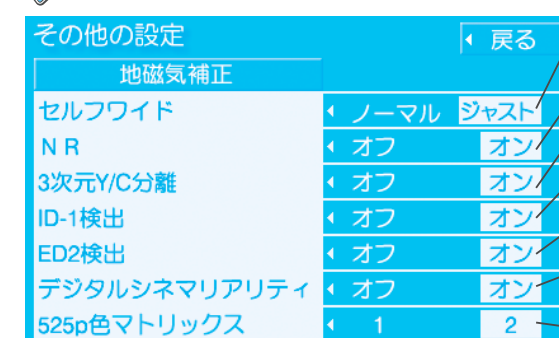 その他の設定 戻る
地磁気補正
セルフワイド ノーマル ジャスト
NR オフ オン
3次元Y/C分離 オフ オン
ID-1検出 オフ オン
ED2検出 オフ オン
デジタルシネマリアリティ オフ オン
525p色マトリックス 1 2